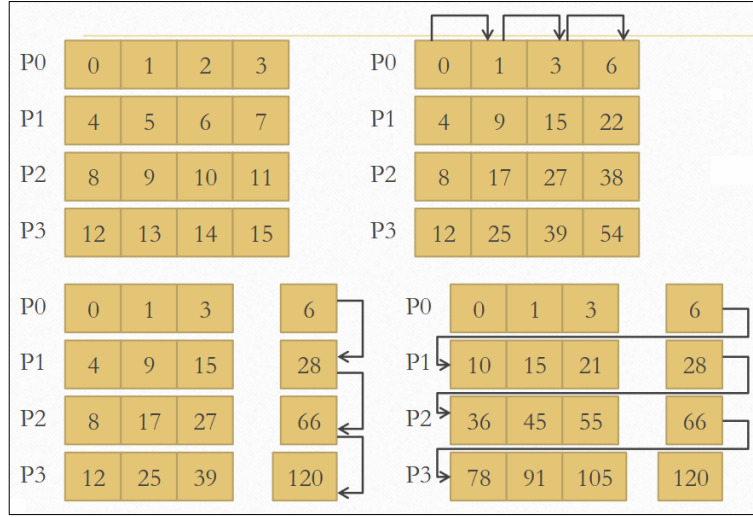 P0 0 1 2 3
P1 4 5 6 7
P2 8 9 10 11
P3 12 13 14 15
P0 0 1 3 6
P1 4 9 15 22
P2 8 17 27 38
P3 12 25 39 54
P0 0 1 3 6
P1 4 9 15 28
P2 8 17 27 66
P3 12 25 39 120
P0 0 1 3 6
P1 10 15 21 28
P2 36 45 55 66
P3 78 91 105 120